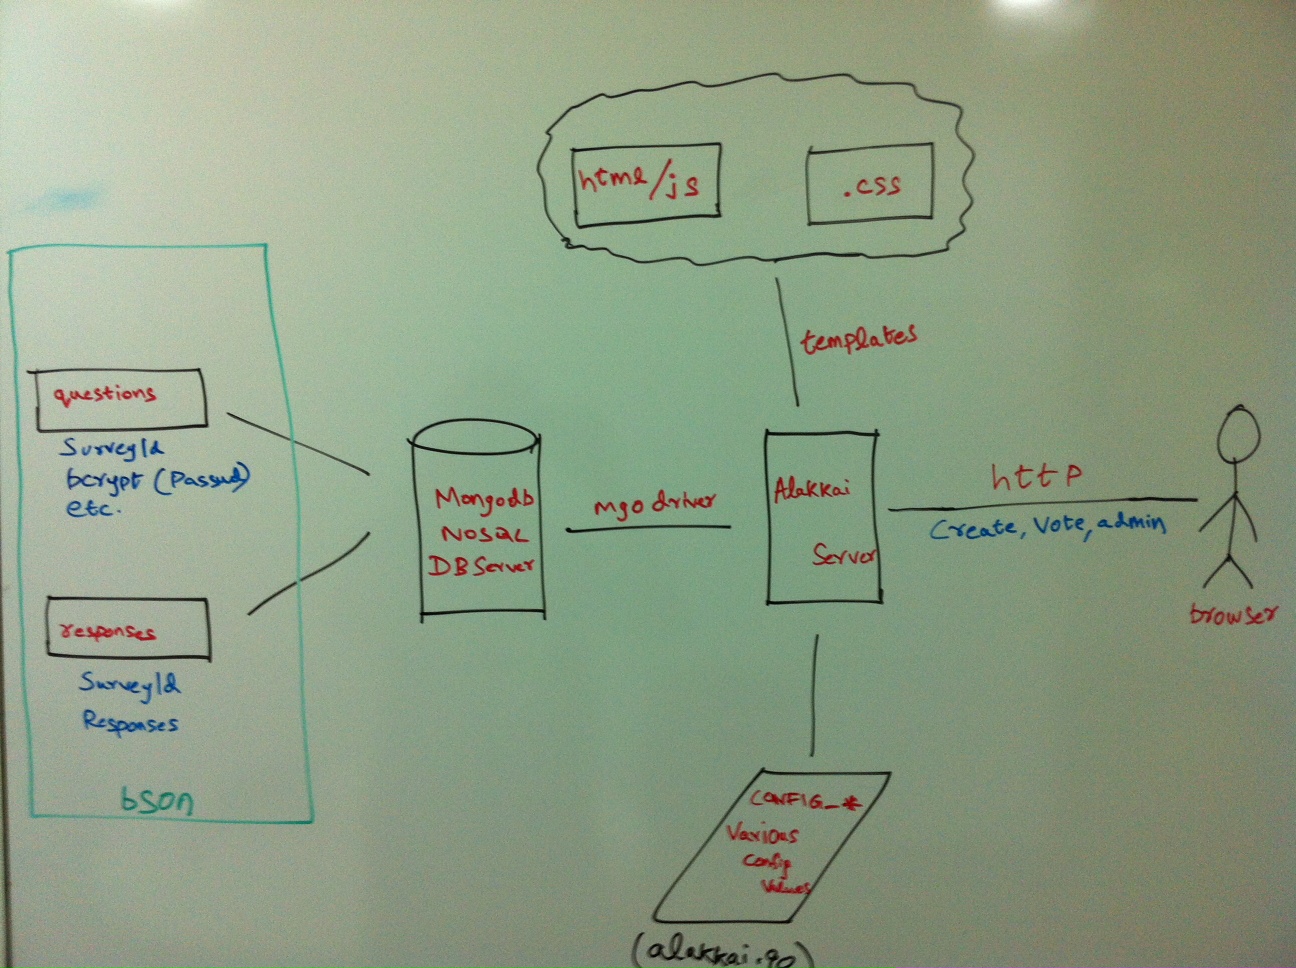 html/js
.css
templates
questions
SurveyId
bcrypt (Passwd)
etc.
responses
SurveyId
Responses
bson
Mongodb
NOSQL
DB Server
mgo driver
Alakkai
Server
http
Create, Vote, admin
browser
CONFIG_*
Various
Config
Values
(alakkai.go)